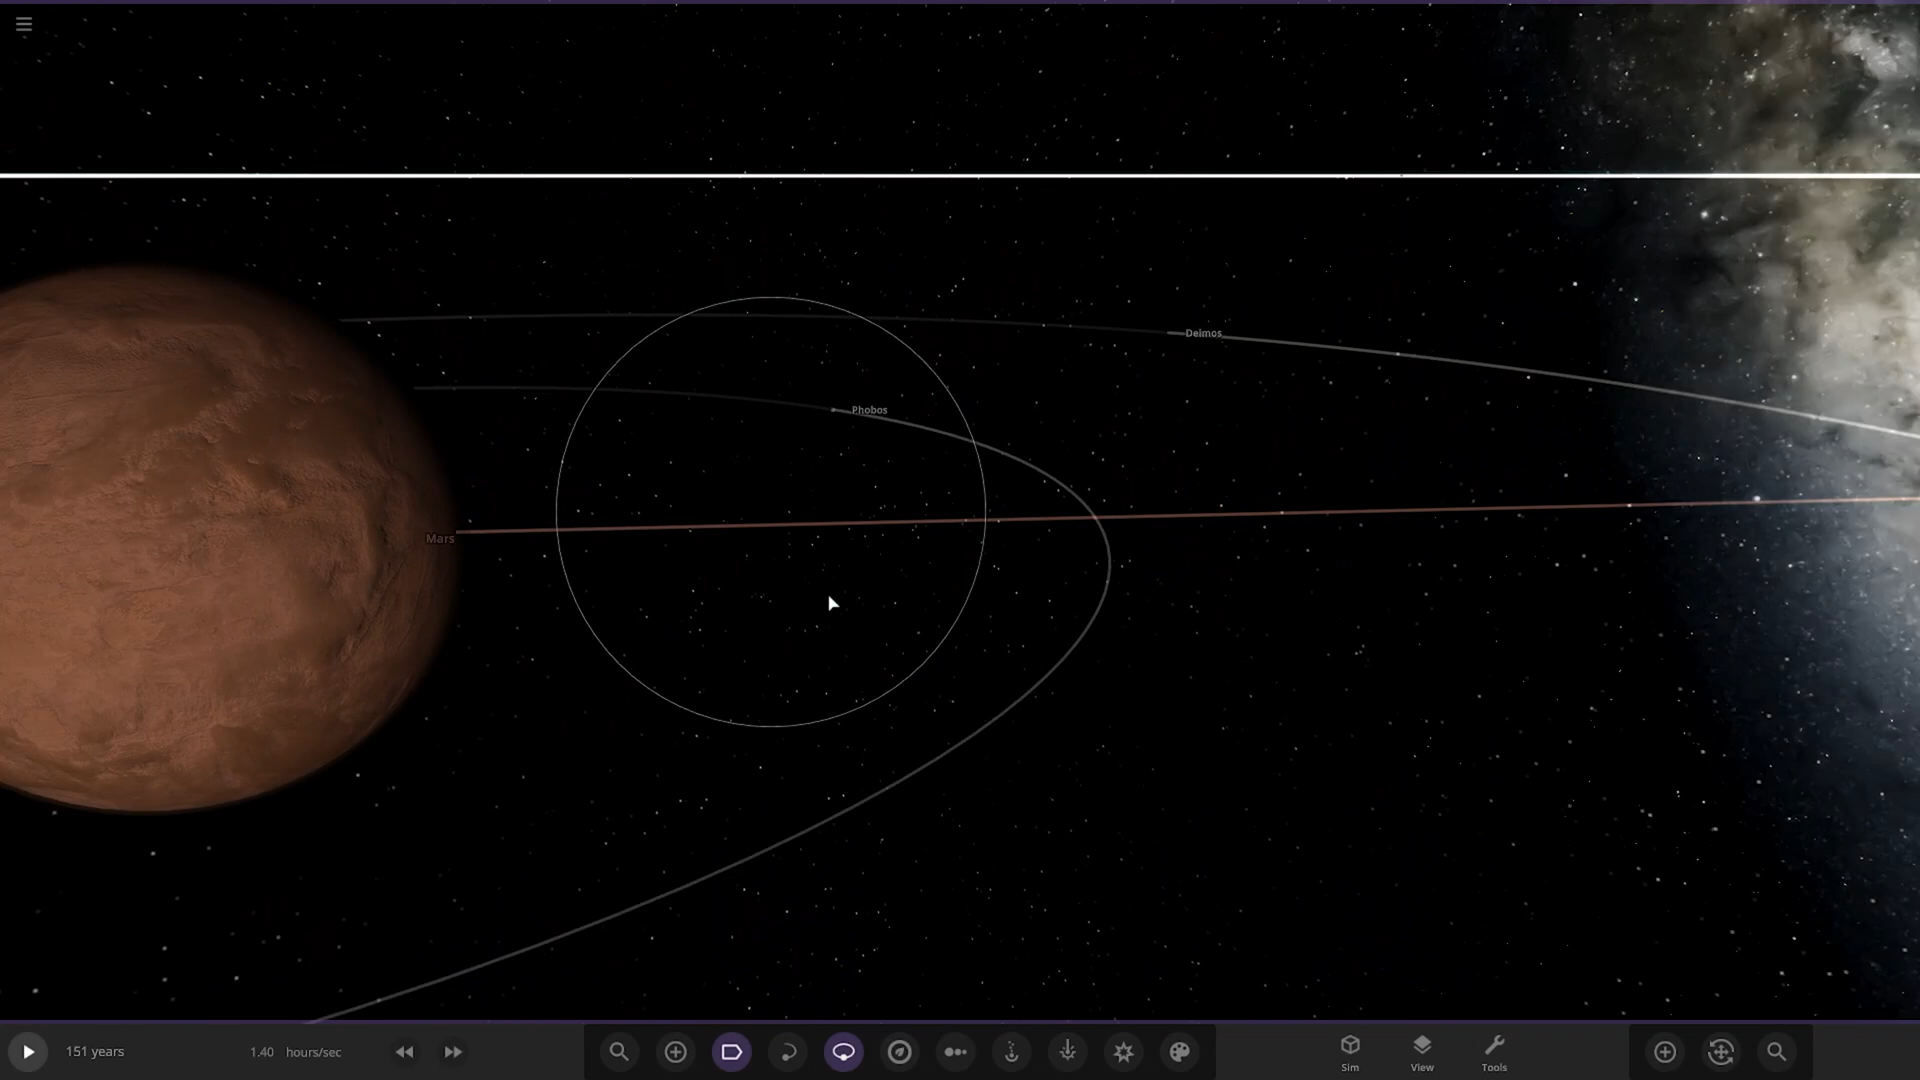 Deimos
Phobos
Mars
151 years
1.40 hours/sec
Sim
View
Tools